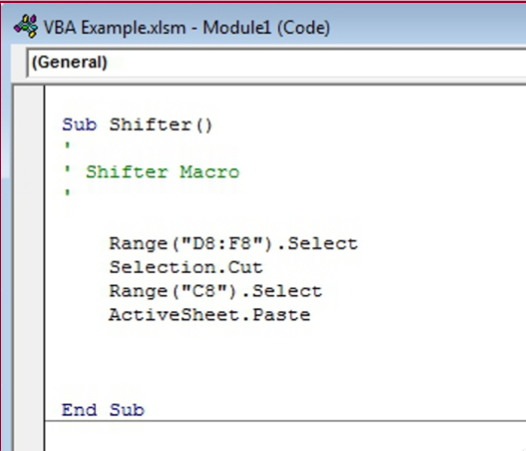 VBA Example.xlsm - Module1 (Code)
(General)
Sub Shifter()
'
' Shifter Macro
'
Range("D8:F8").Select
Selection.Cut
Range("C8").Select
ActiveSheet.Paste
End Sub